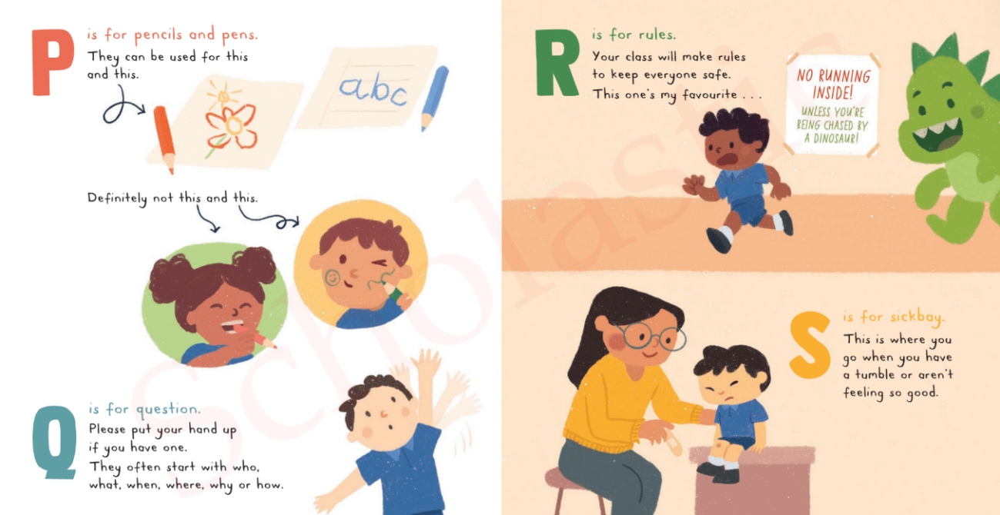 P
is for pencils and pens.
They can be used for this
and this.
abc
Definitely not this and this.
Q
is for question.
Please put your hand up
if you have one.
They often start with who,
what, when, where, why or how.
R
is for rules.
Your class will make rules
to keep everyone safe.
This one's my favourite . . .
NO RUNNING
INSIDE!
UNLESS YOU'RE
BEING CHASED BY
A DINOSAUR!
S
is for sickbay.
This is where you
go when you have
a tumble or aren't
feeling so good.
Scholastic